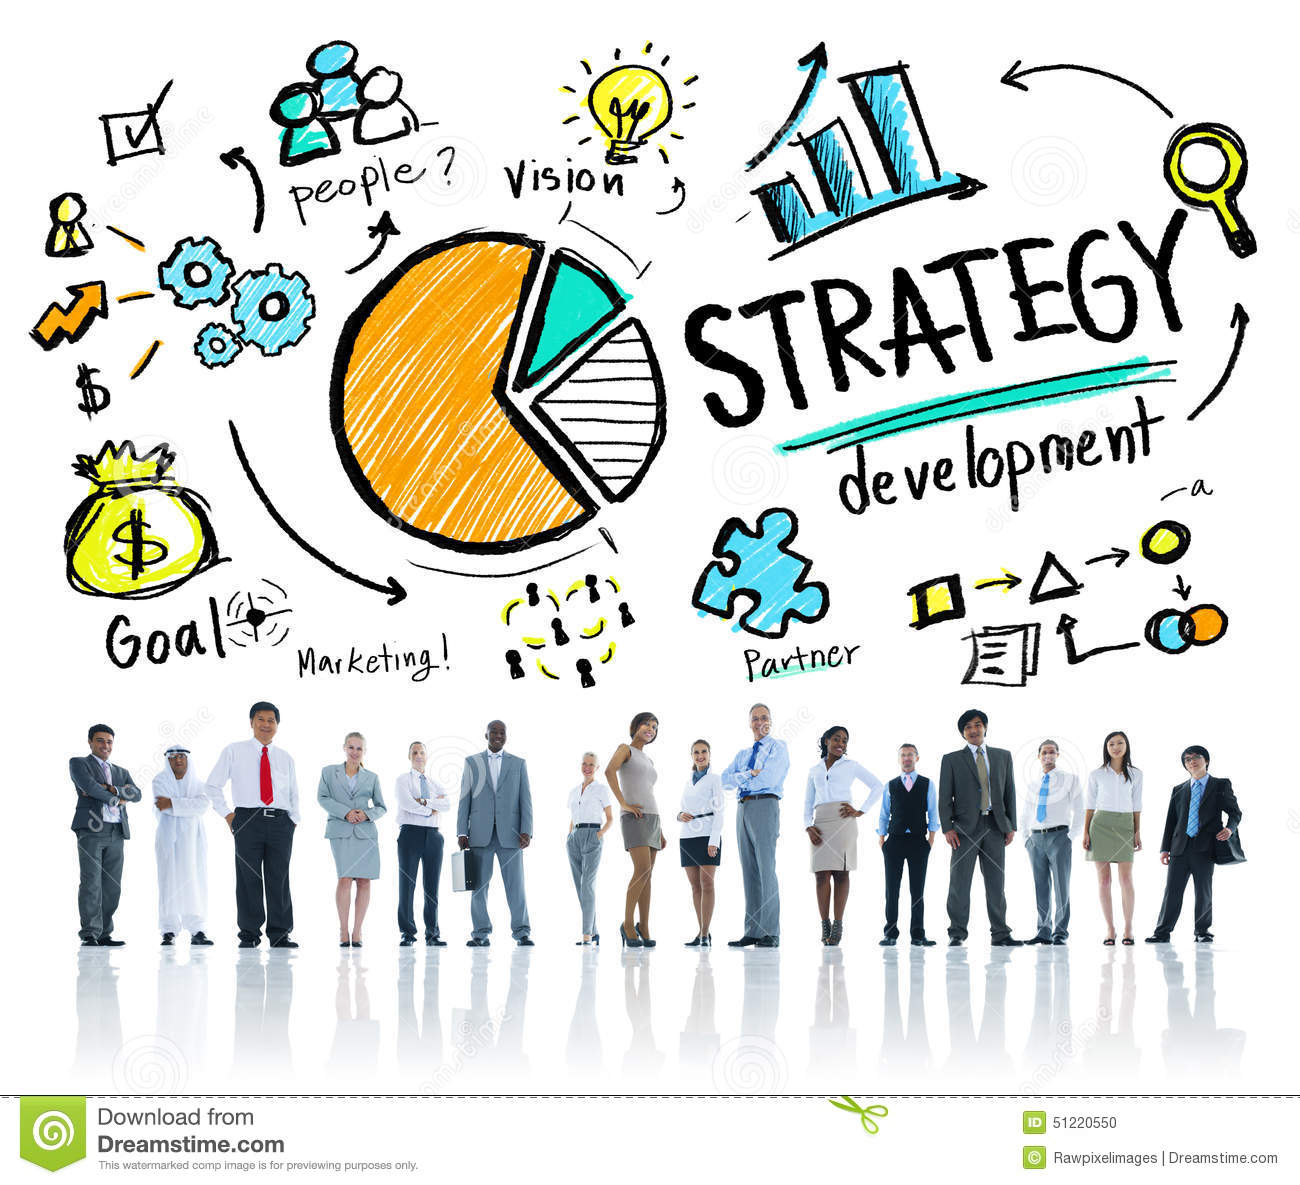 people?
Vision
STRATEGY
development
a
$
$
Goal
Marketing!
Partner
Download from
Dreamstime.com
This watermarked comp image is for previewing purposes only.
ID 51220550
© Rawpixelimages | Dreamstime.com